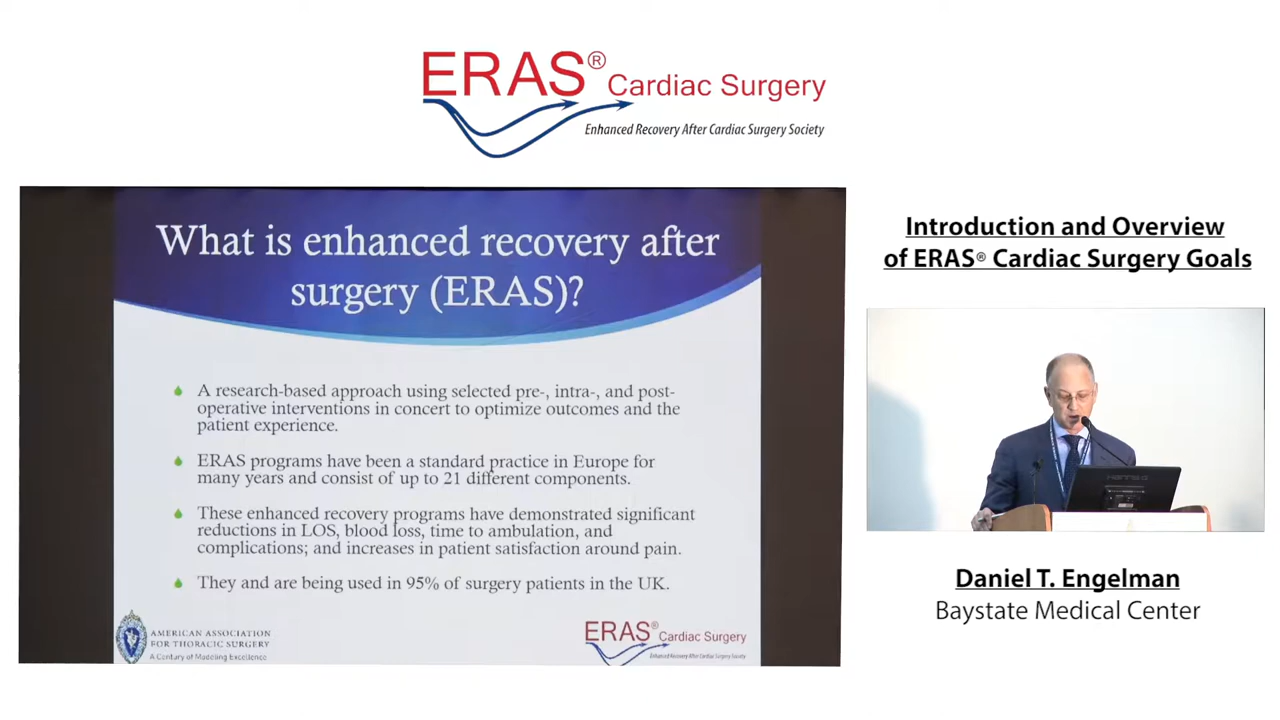 ERAS® Cardiac Surgery
Enhanced Recovery After Cardiac Surgery Society
What is enhanced recovery after
surgery (ERAS)?
A research-based approach using selected pre-, intra-, and post-
operative interventions in concert to optimize outcomes and the
patient experience.
ERAS programs have been a standard practice in Europe for
many years and consist of up to 21 different components.
These enhanced recovery programs have demonstrated significant
reductions in LOS, blood loss, time to ambulation, and
complications; and increases in patient satisfaction around pain.
They and are being used in 95% of surgery patients in the UK.
AMERICAN ASSOCIATION
FOR THORACIC SURGERY
A Century of Modeling Excellence
ERAS® Cardiac Surgery
Enhanced Recovery After Cardiac Surgery Society
Introduction and Overview
of ERAS® Cardiac Surgery Goals
Daniel T. Engelman
Baystate Medical Center